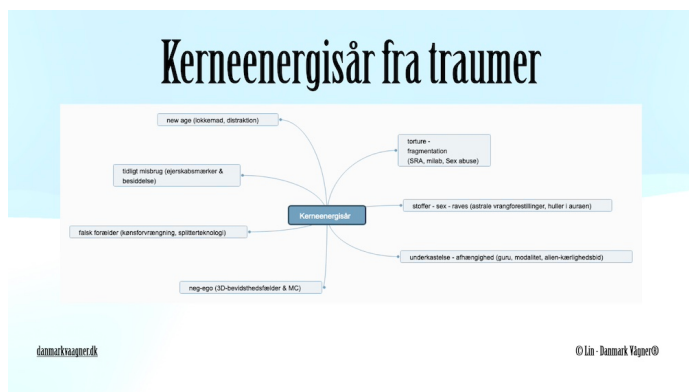 Kerneenergisår fra traumer
new age (lokkemad, distraktion)
torture -
fragmentation
(SRA, milab, Sex abuse)
tidligt misbrug (ejerskabsmærker &
besiddelse)
stoffer - sex - raves (astrale vrangforestillinger, huller i auraen)
Kerneenergisår
falsk forælder (kønsforvrængning, splitterteknologi)
underkastelse - afhængighed (guru, modalitet, alien-kærlighedsbid)
neg-ego (3D-bevidsthedsfælder & MC)
danmarkvaagner.dk
© Lin - Danmark Vågner®